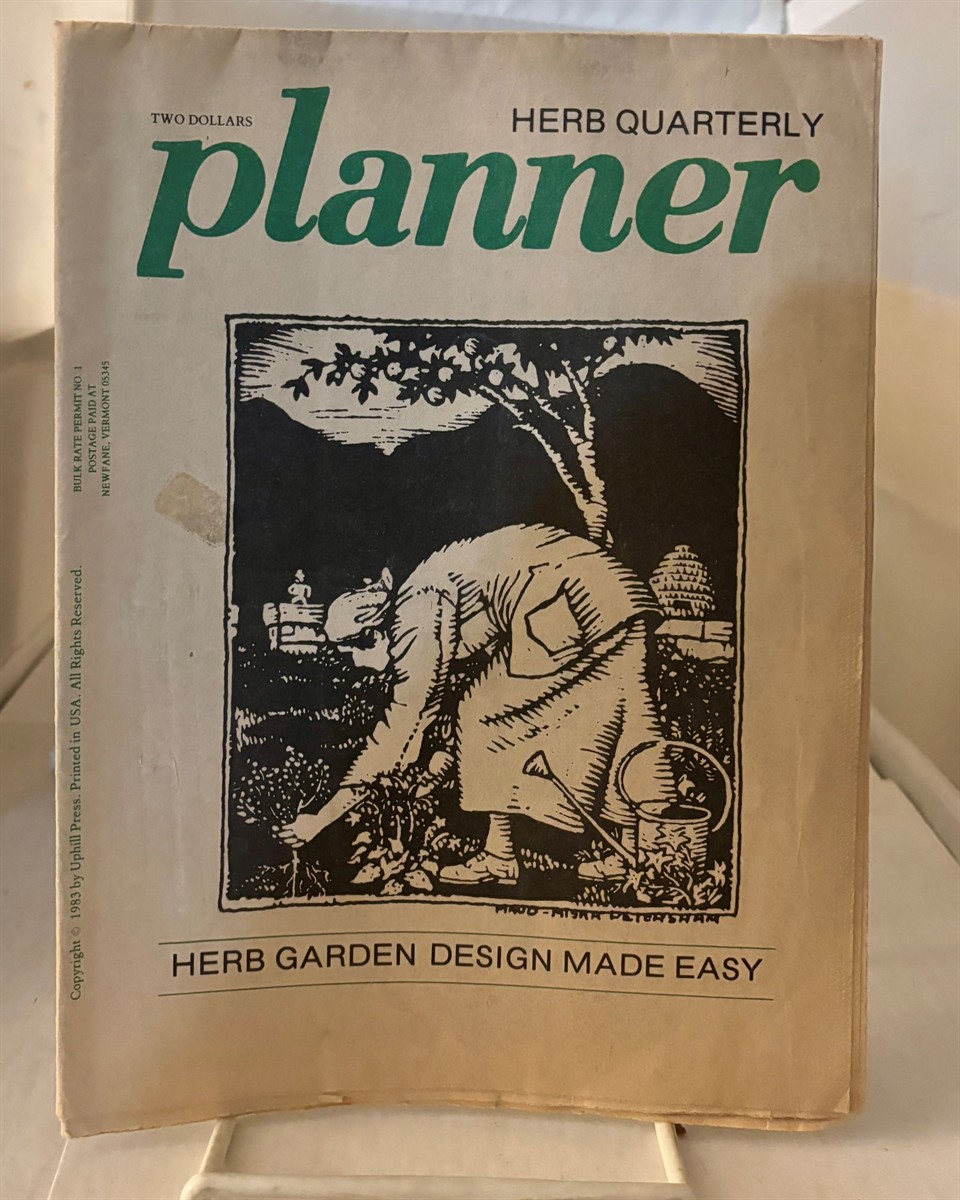 TWO DOLLARS
HERB QUARTERLY
planner
BULK RATE PERMIT NO. 1
POSTAGE PAID AT
NEWFANE, VERMONT 05345
Copyright © 1983 by Uphill Press. Printed in USA. All Rights Reserved.
MAUD - MISKA PETERSHAM
HERB GARDEN DESIGN MADE EASY